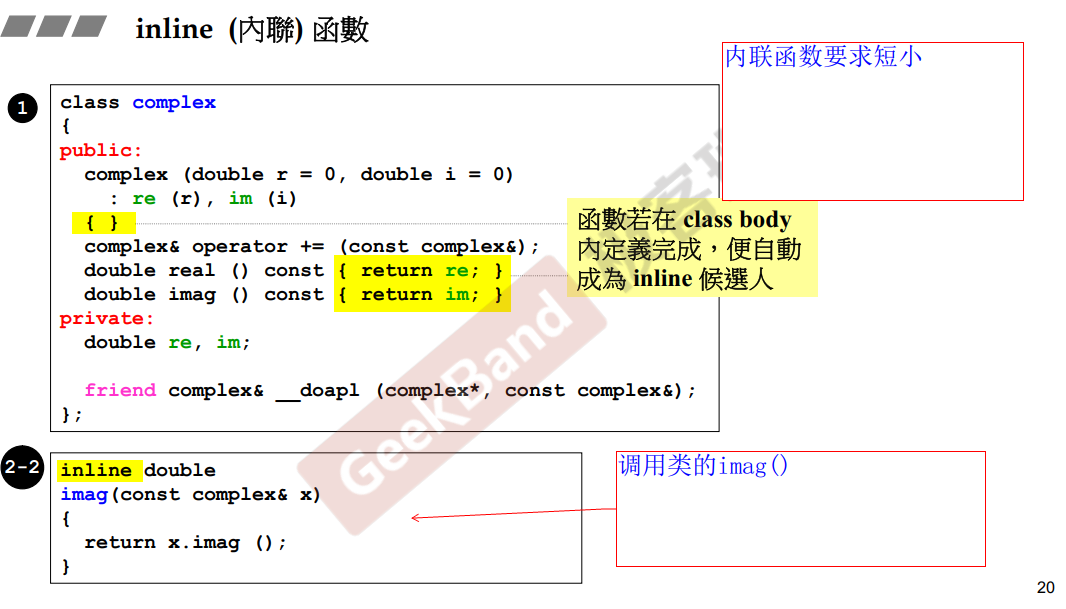 inline (內聯) 函數
内联函数要求短小
1
class complex
{
public:
complex (double r = 0, double i = 0)
: re (r), im (i)
{ }
complex& operator += (const complex&);
double real () const { return re; }
double imag () const { return im; }
private:
double re, im;
friend complex& __doapl (complex*, const complex&);
};
函數若在 class body
內定義完成，便自動
成為 inline 候選人
GeekBand
2-2
inline double
imag(const complex& x)
{
return x.imag ();
}
调用类的imag()
20